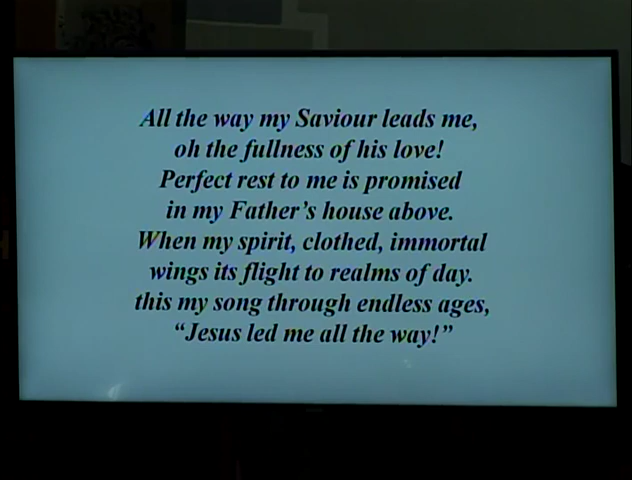 All the way my Saviour leads me,
oh the fullness of his love!
Perfect rest to me is promised
in my Father’s house above.
When my spirit, clothed, immortal
wings its flight to realms of day.
this my song through endless ages,
“Jesus led me all the way!”